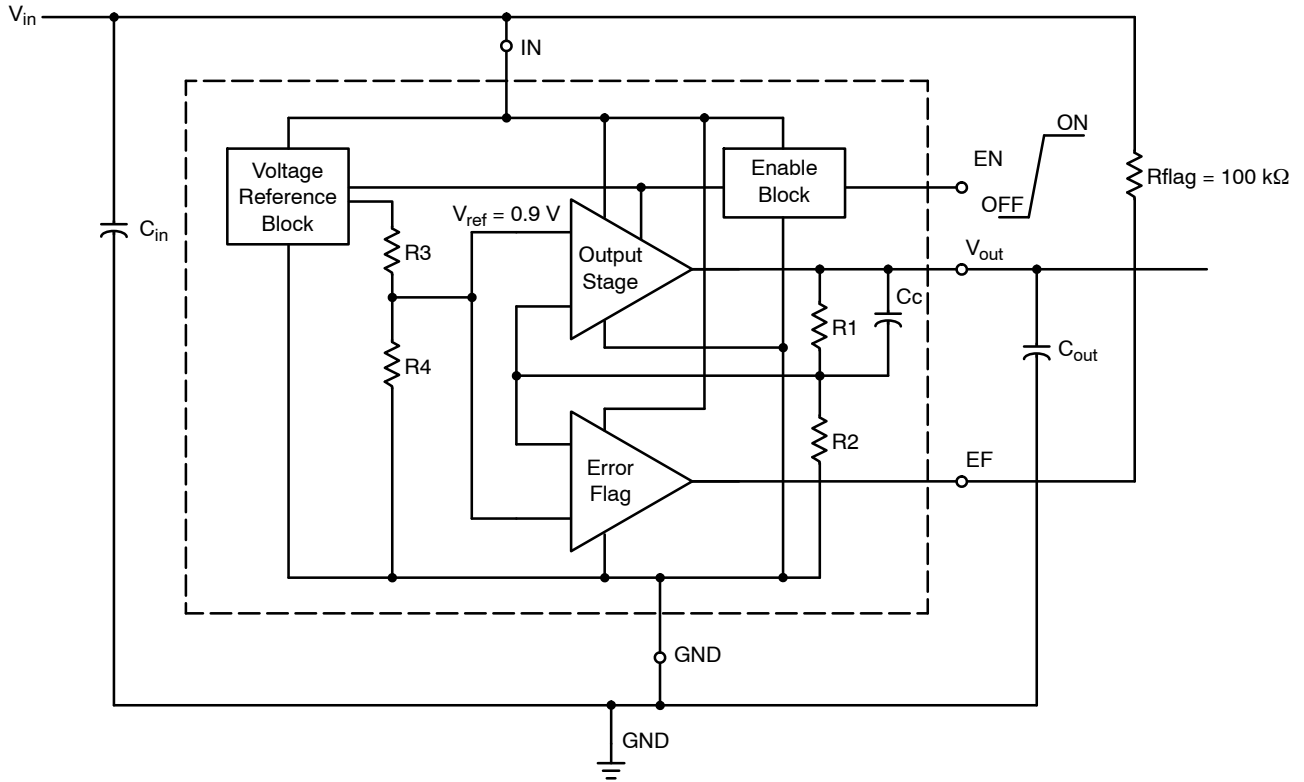 Vin
IN
ON
EN
OFF
Voltage
Reference
Block
Enable
Block
Rflag = 100 kΩ
Cin
Vref = 0.9 V
R3
Output
Stage
Vout
Cc
R1
Cout
R4
R2
Error
Flag
EF
GND
GND